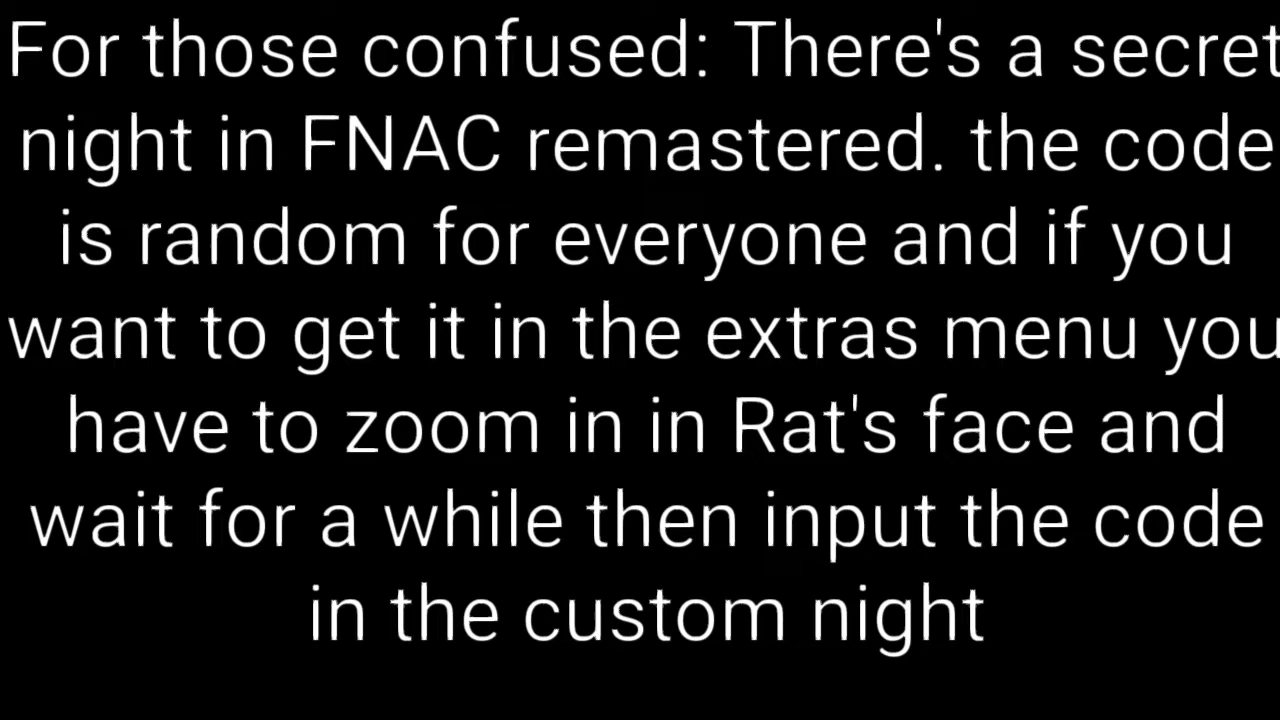 For those confused: There's a secret
night in FNAC remastered. the code
is random for everyone and if you
want to get it in the extras menu you
have to zoom in in Rat's face and
wait for a while then input the code
in the custom night